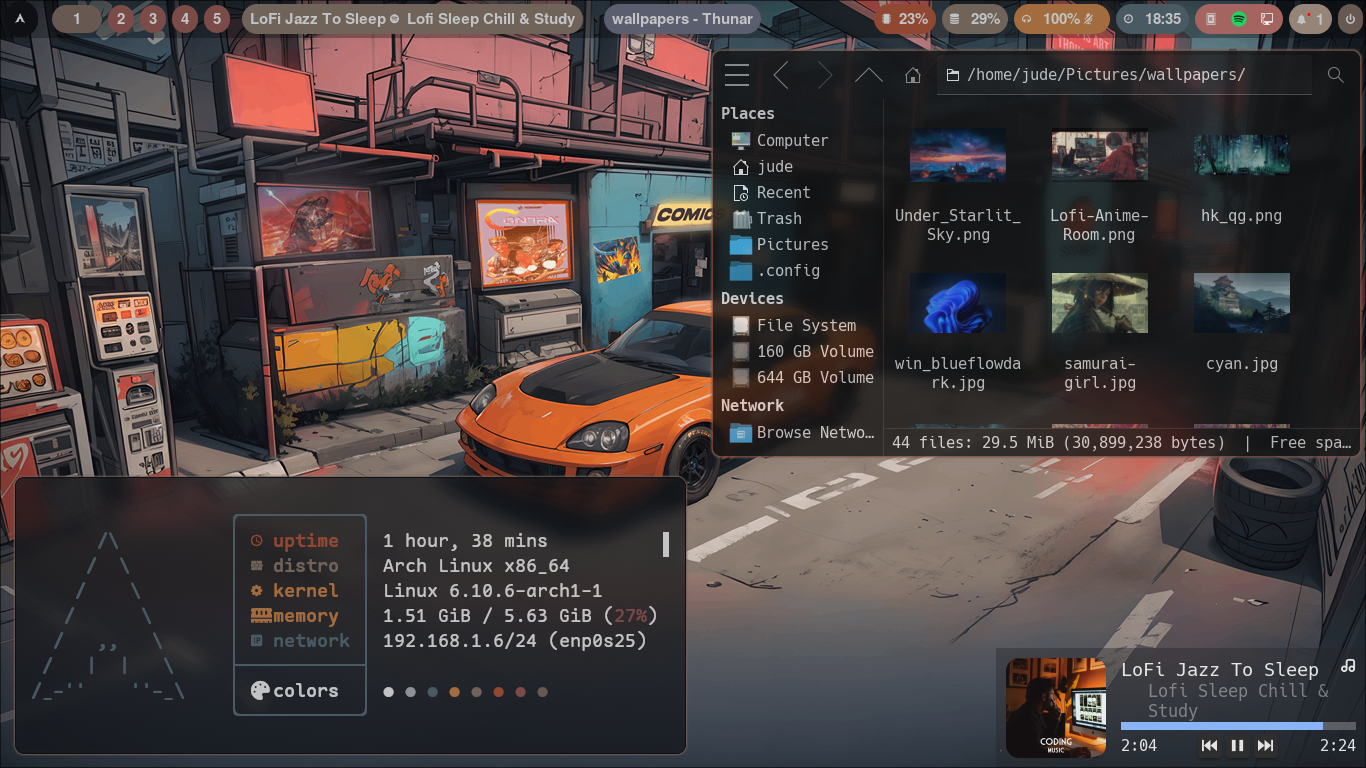 1 2 3 4 5 LoFi Jazz To Sleep Lofi Sleep Chill & Study wallpapers - Thunar 23% 29% 100% 18:35 1
COMICS
/home/jude/Pictures/wallpapers/
Places
Computer
jude
Recent
Trash
Pictures
.config
Devices
File System
160 GB Volume
644 GB Volume
Network
Browse Netwo…
Under_Starlit_
Sky.png
Lofi-Anime-
Room.png
hk_qg.png
win_blueflowda
rk.jpg
samurai-
girl.jpg
cyan.jpg
44 files: 29.5 MiB (30,899,238 bytes) | Free spa…
uptime 1 hour, 38 mins
distro Arch Linux x86_64
kernel Linux 6.10.6-arch1-1
memory 1.51 GiB / 5.63 GiB (27%)
network 192.168.1.6/24 (enp0s25)
colors
CODING
MUSIC
LoFi Jazz To Sleep
Lofi Sleep Chill &
Study
2:04 2:24